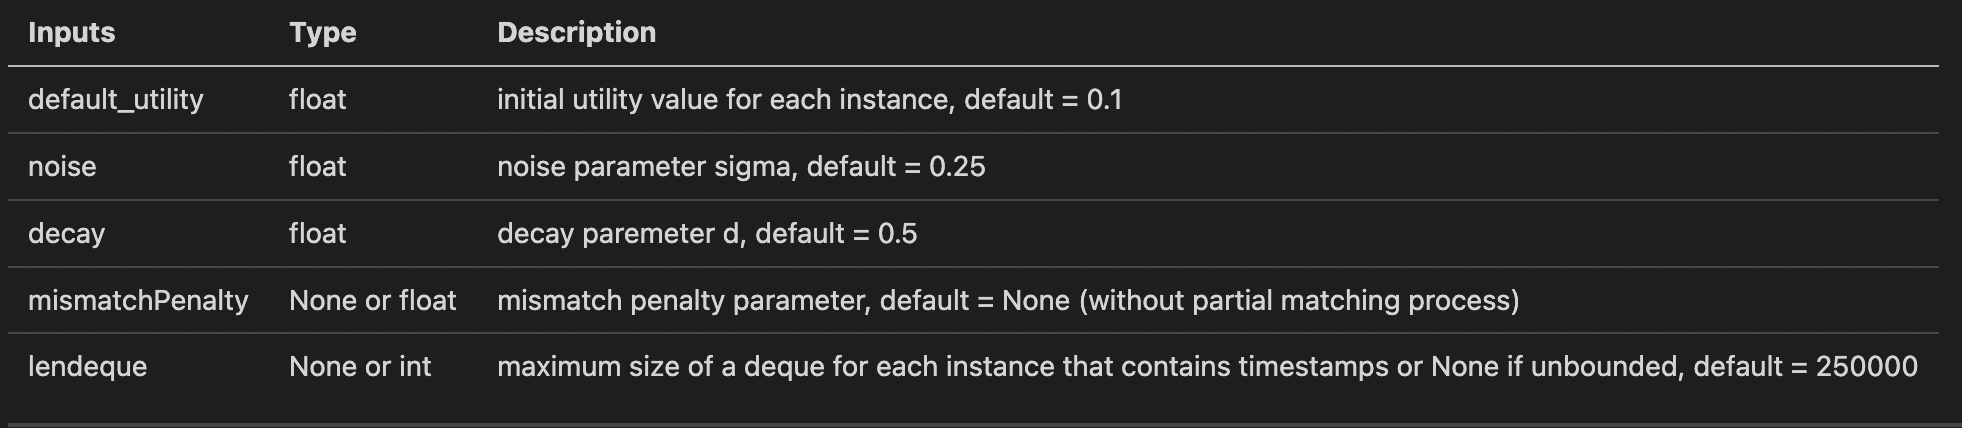 Inputs Type Description
default_utility float initial utility value for each instance, default = 0.1
noise float noise parameter sigma, default = 0.25
decay float decay paremeter d, default = 0.5
mismatchPenalty None or float mismatch penalty parameter, default = None (without partial matching process)
lendeque None or int maximum size of a deque for each instance that contains timestamps or None if unbounded, default = 250000